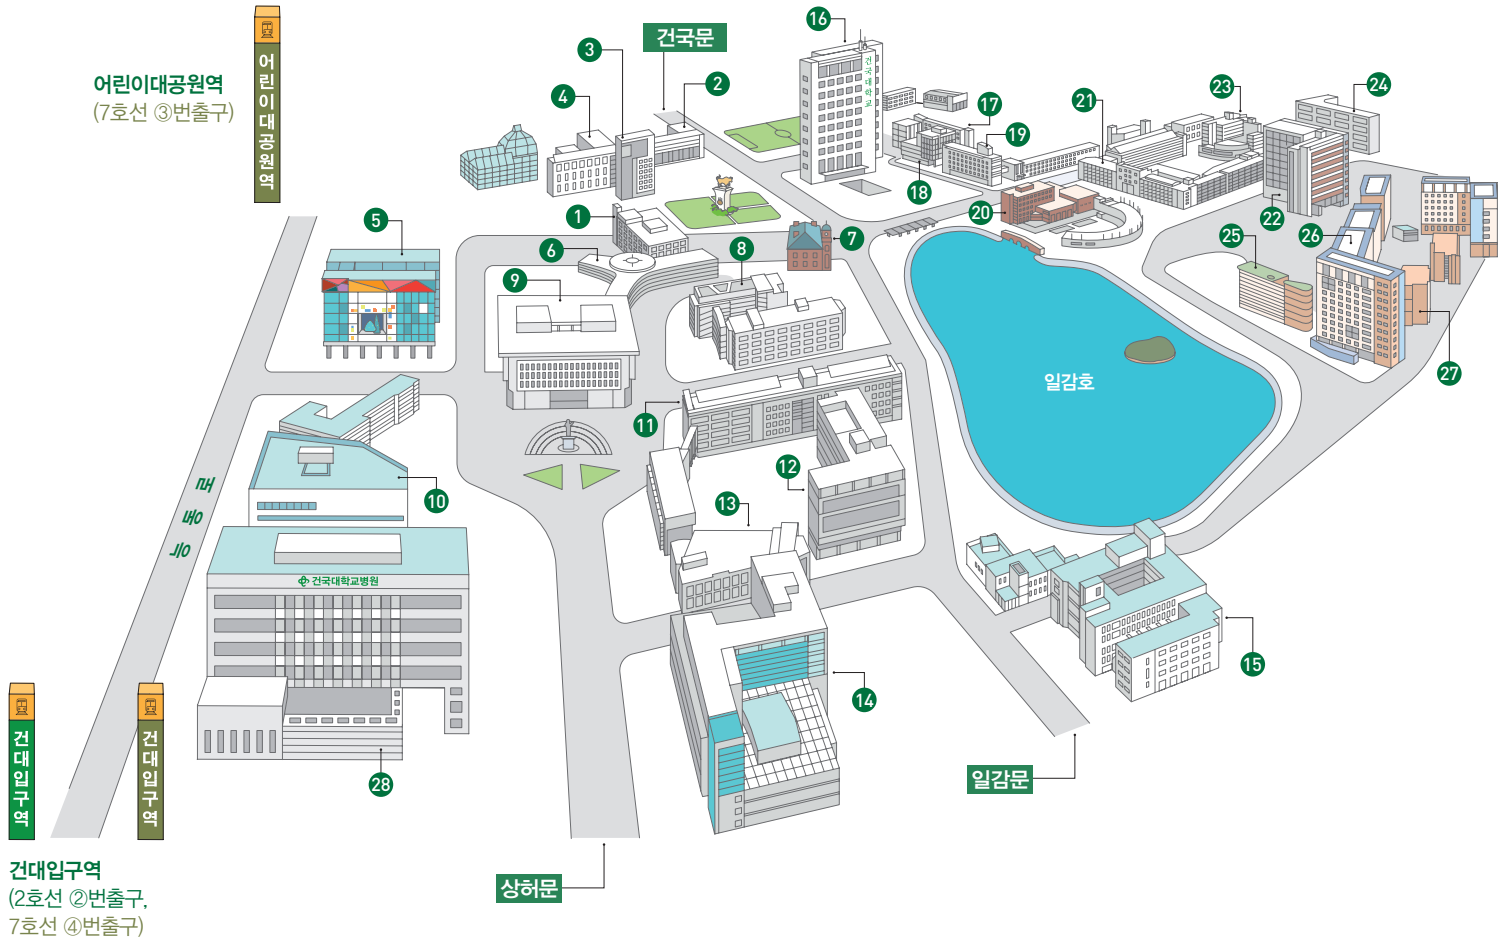 어린이대공원역
(7호선 ③번출구)
어린이대공원역
건국문
건국대학교
16
3
2
4
17
19
18
21
23
24
22
20
1
5
6
7
8
9
25
26
27
일감호
11
12
13
10
능동로
건국대학교병원
14
15
28
건대입구역
건대입구역
건대입구역
(2호선 ②번출구,
7호선 ④번출구)
일감문
상허문